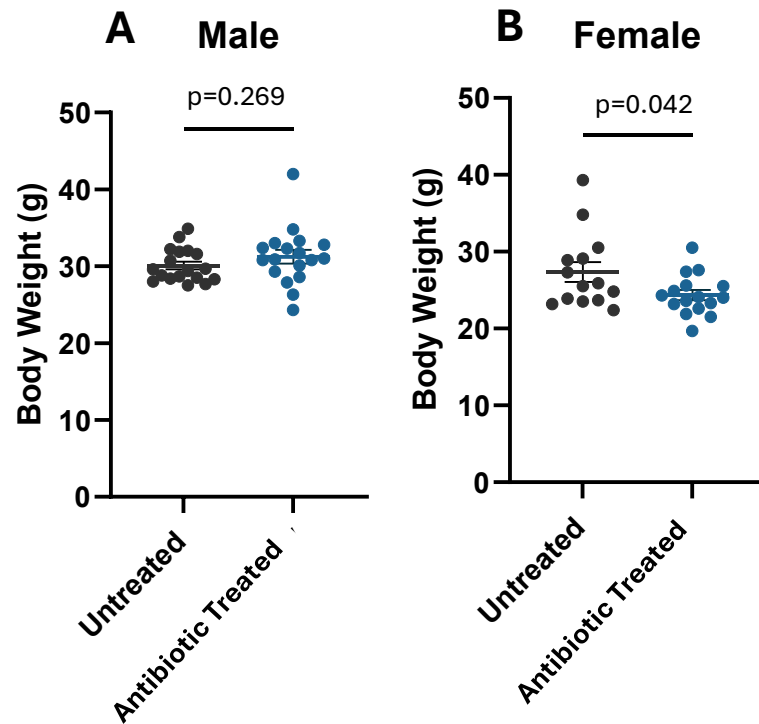 A Male
p=0.269
50
40
30
20
10
0
Body Weight (g)
Untreated
Antibiotic Treated
B Female
p=0.042
50
40
30
20
10
0
Body Weight (g)
Untreated
Antibiotic Treated